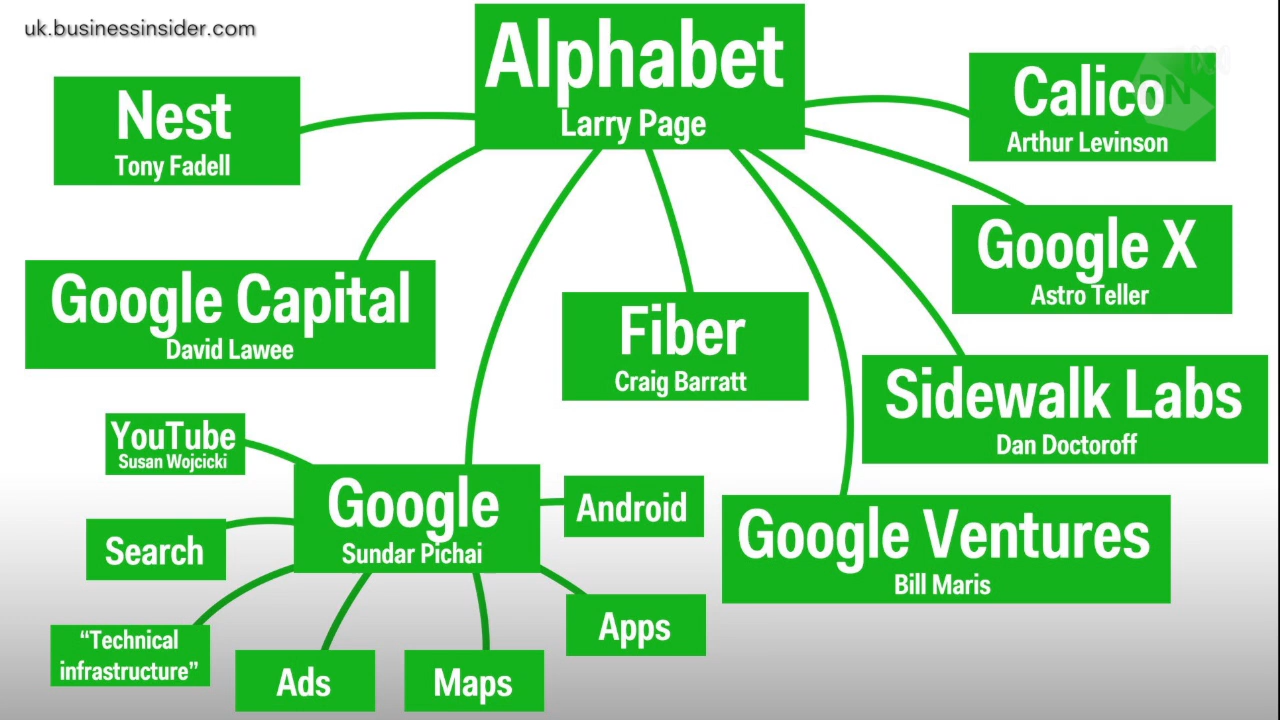 uk.businessinsider.com
Alphabet
Larry Page
Nest
Tony Fadell
Calico
Arthur Levinson
RN
Google X
Astro Teller
Google Capital
David Lawee
Fiber
Craig Barratt
Sidewalk Labs
Dan Doctoroff
YouTube
Susan Wojcicki
Google
Sundar Pichai
Android
Google Ventures
Bill Maris
Search
Apps
"Technical
infrastructure"
Ads
Maps